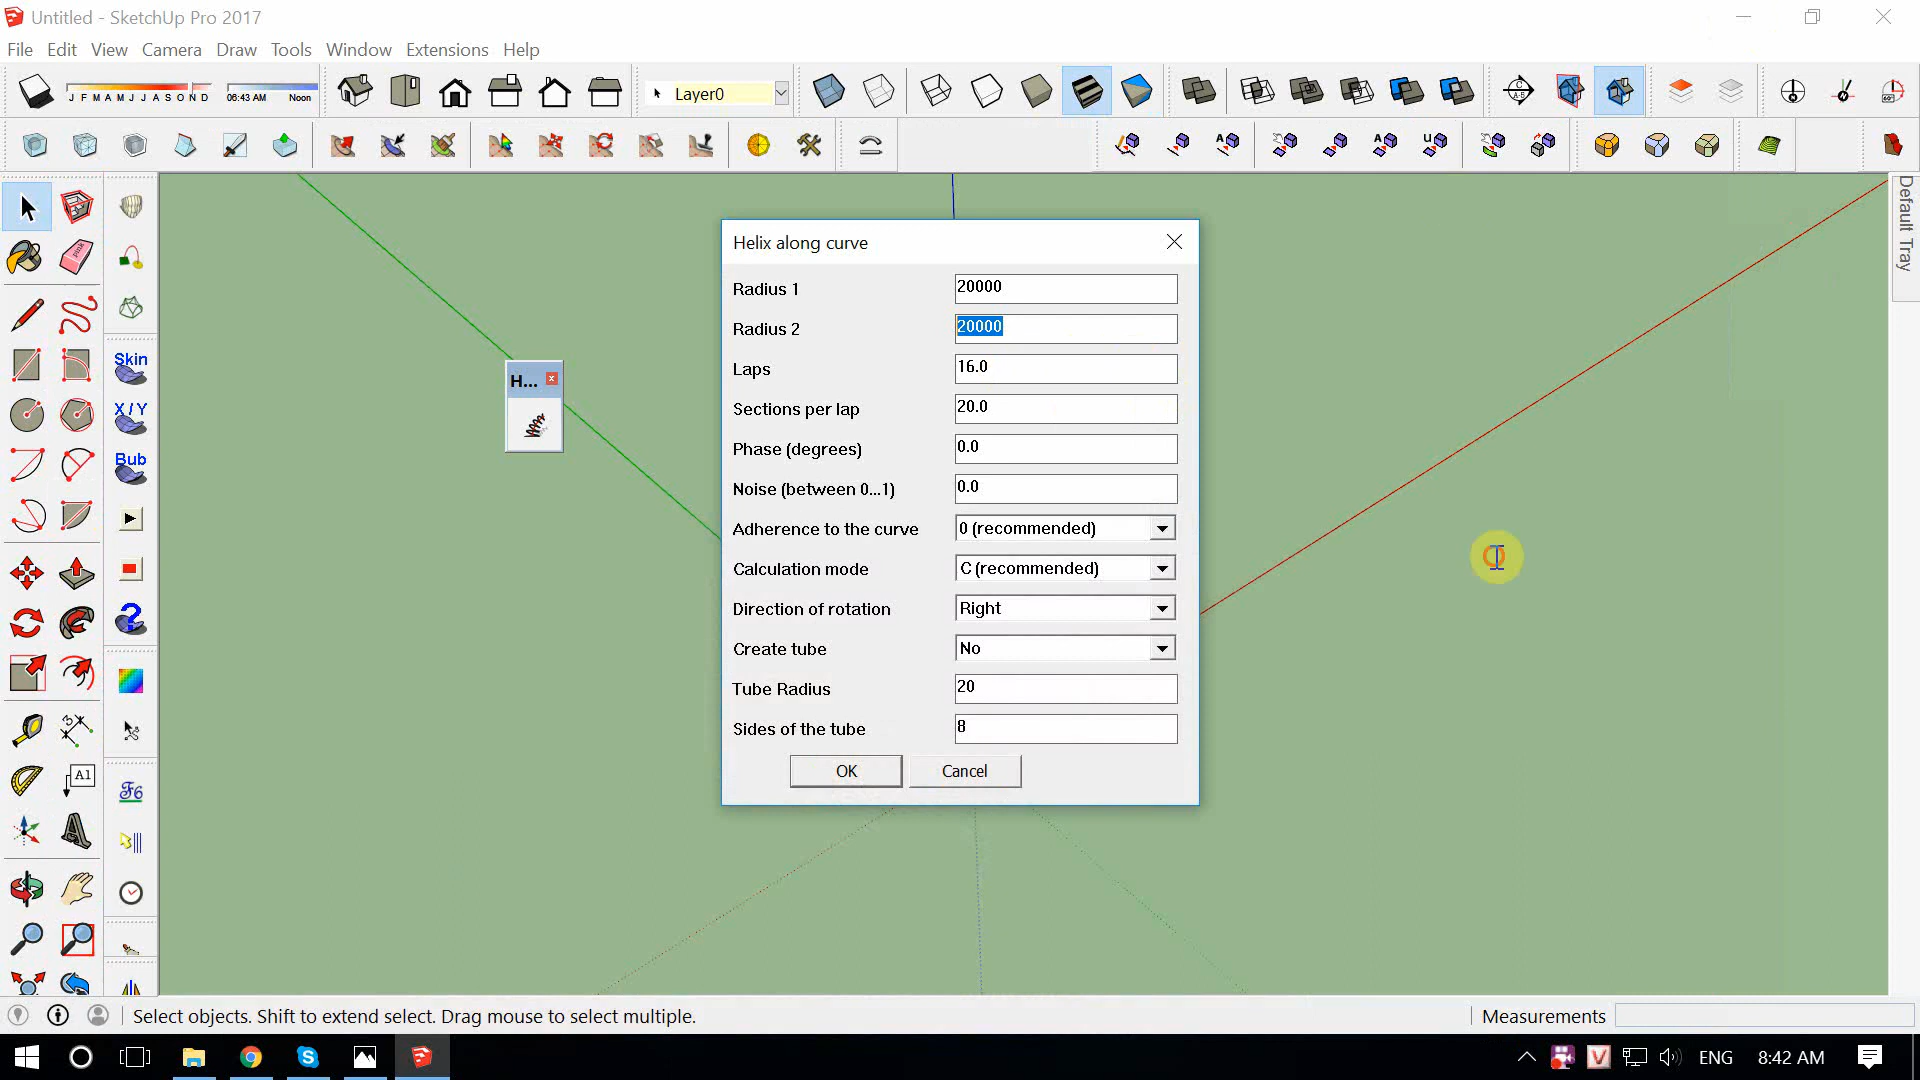 Untitled - SketchUp Pro 2017
File Edit View Camera Draw Tools Window Extensions Help
J F M A M J J A S O N D
06:43 AM Noon
Layer0
Default Tray
Helix along curve
Radius 1 20000
Radius 2 20000
Laps 16.0
Sections per lap 20.0
Phase (degrees) 0.0
Noise (between 0...1) 0.0
Adherence to the curve 0 (recommended)
Calculation mode C (recommended)
Direction of rotation Right
Create tube No
Tube Radius 20
Sides of the tube 8
OK Cancel
H...
Skin
X/Y
Bub
A1
Select objects. Shift to extend select. Drag mouse to select multiple.
Measurements
ENG 8:42 AM